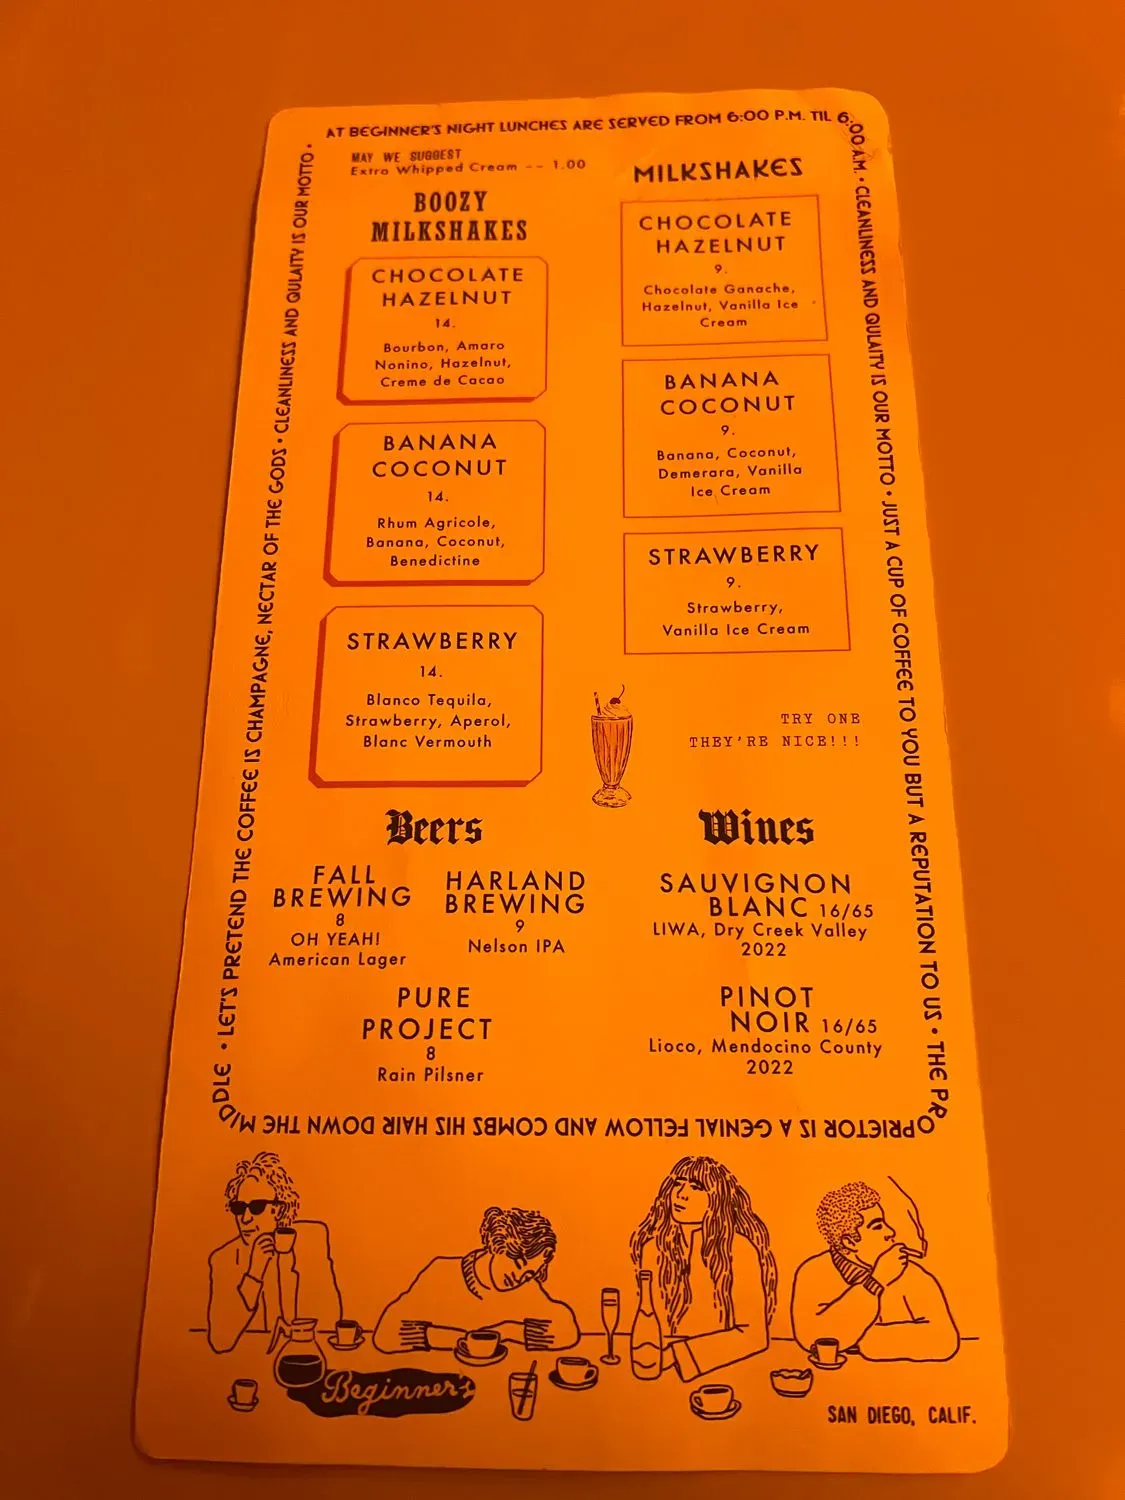 AT BEGINNER'S NIGHT LUNCHES ARE SERVED FROM 6:00 P.M. TIL 6:00 A.M. • CLEANLINESS AND QULAITY IS OUR MOTTO • JUST A CUP OF COFFEE TO YOU BUT A REPUTATION TO US • THE PROPRIETOR IS A GENIAL FELLOW AND COMBS HIS HAIR DOWN THE MIDDLE • LET'S PRETEND THE COFFEE IS CHAMPAGNE, NECTAR OF THE GODS • CLEANLINESS AND QULAITY IS OUR MOTTO •
MAY WE SUGGEST
Extra Whipped Cream -- 1.00
BOOZY
MILKSHAKES
CHOCOLATE
HAZELNUT
14.
Bourbon, Amaro
Nonino, Hazelnut,
Creme de Cacao
BANANA
COCONUT
14.
Rhum Agricole,
Banana, Coconut,
Benedictine
STRAWBERRY
14.
Blanco Tequila,
Strawberry, Aperol,
Blanc Vermouth
MILKSHAKES
CHOCOLATE
HAZELNUT
9.
Chocolate Ganache,
Hazelnut, Vanilla Ice
Cream
BANANA
COCONUT
9.
Banana, Coconut,
Demerara, Vanilla
Ice Cream
STRAWBERRY
9.
Strawberry,
Vanilla Ice Cream
TRY ONE
THEY'RE NICE!!!
Beers
FALL
BREWING
8
OH YEAH!
American Lager
HARLAND
BREWING
9
Nelson IPA
PURE
PROJECT
8
Rain Pilsner
Wines
SAUVIGNON
BLANC 16/65
LIWA, Dry Creek Valley
2022
PINOT
NOIR 16/65
Lioco, Mendocino County
2022
Beginner's
SAN DIEGO, CALIF.